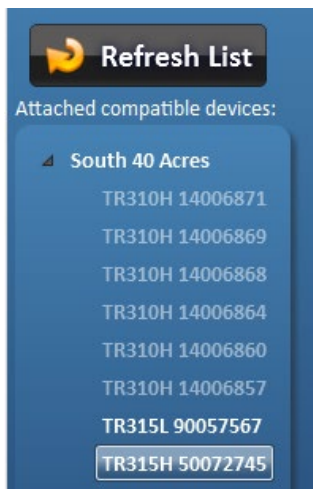 Refresh List
Attached compatible devices:
South 40 Acres
TR310H 14006871
TR310H 14006869
TR310H 14006868
TR310H 14006864
TR310H 14006860
TR310H 14006857
TR315L 90057567
TR315H 50072745